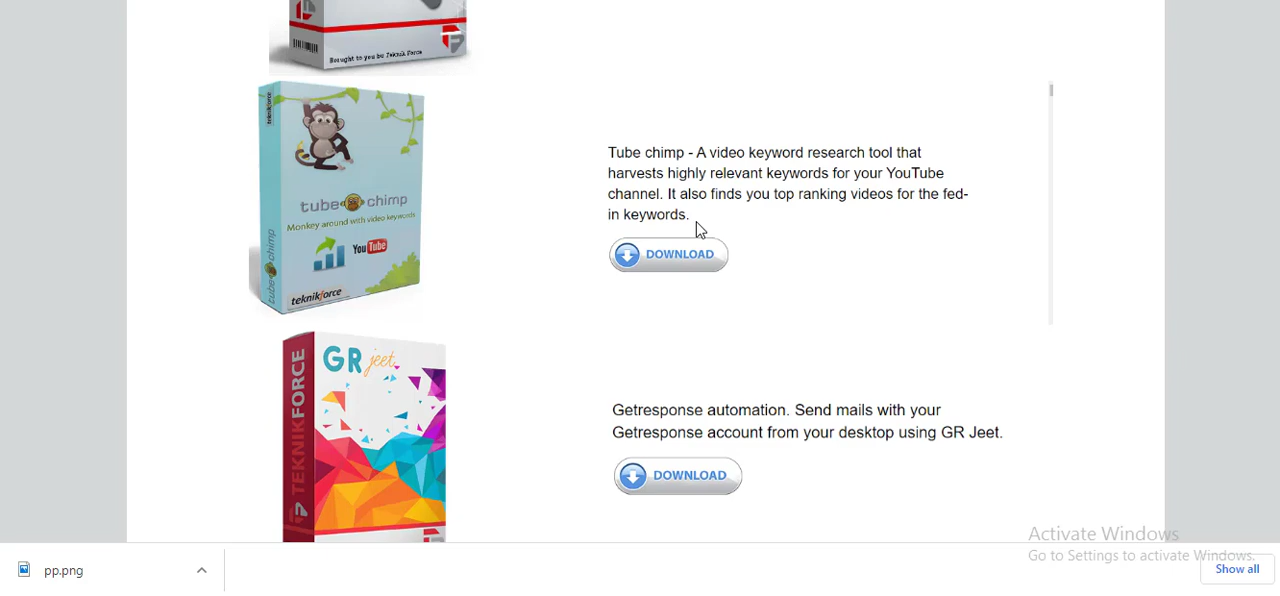 Brought to you by Teknik Force
teknikforce
tube chimp
Monkey around with video keywords
You Tube
tube chimp
teknikforce
Tube chimp - A video keyword research tool that
harvests highly relevant keywords for your YouTube
channel. It also finds you top ranking videos for the fed-
in keywords.
DOWNLOAD
TEKNIKFORCE
GR jeet
Getresponse automation. Send mails with your
Getresponse account from your desktop using GR Jeet.
DOWNLOAD
Activate Windows
Go to Settings to activate Windows.
pp.png
Show all